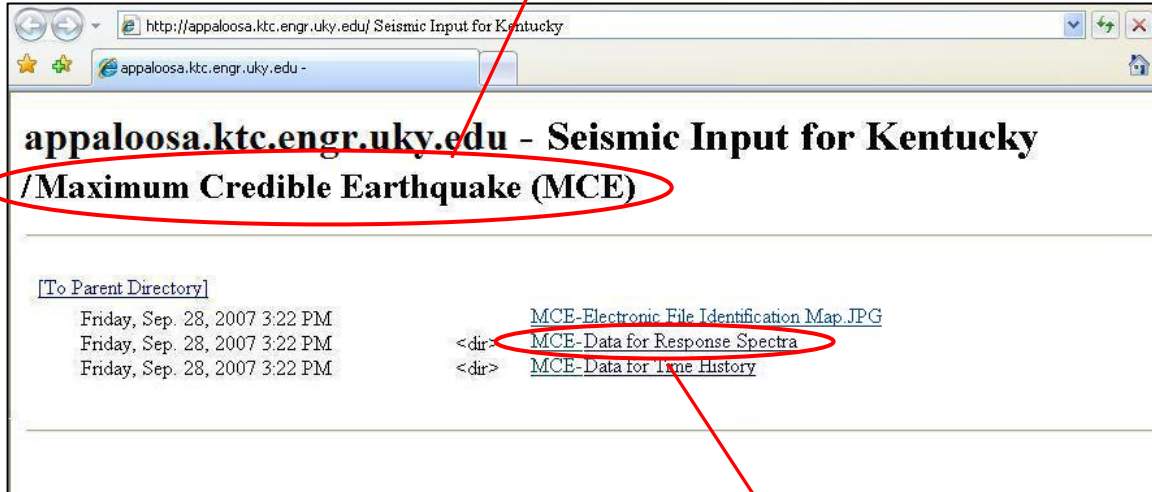 http://appaloosa.ktc.engr.uky.edu/ Seismic Input for Kentucky
appaloosa.ktc.engr.uky.edu -
appaloosa.ktc.engr.uky.edu - Seismic Input for Kentucky
/Maximum Credible Earthquake (MCE)
[To Parent Directory]
Friday, Sep. 28, 2007 3:22 PM MCE-Electronic File Identification Map.JPG
Friday, Sep. 28, 2007 3:22 PM <dir> MCE-Data for Response Spectra
Friday, Sep. 28, 2007 3:22 PM <dir> MCE-Data for Time History